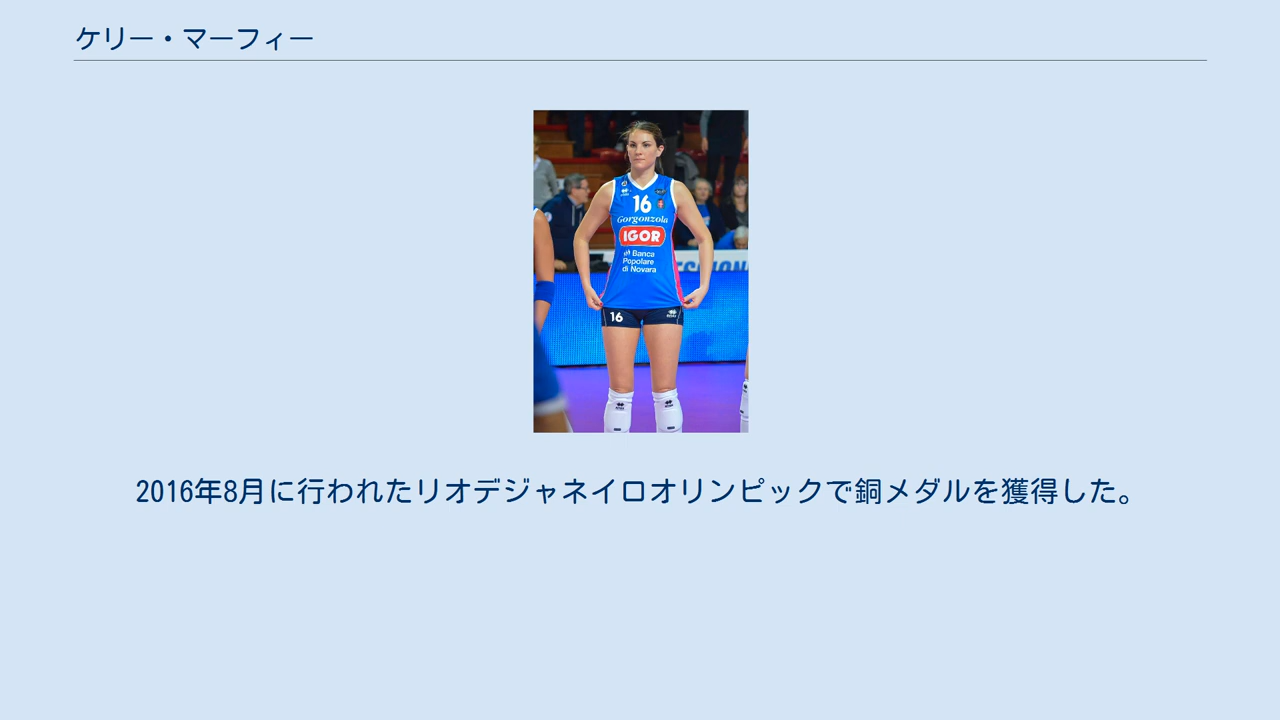 ケリー・マーフィー
16
Gorgonzola
IGOR
Banca
Popolare
di Novara
16
2016年8月に行われたリオデジャネイロオリンピックで銅メダルを獲得した。